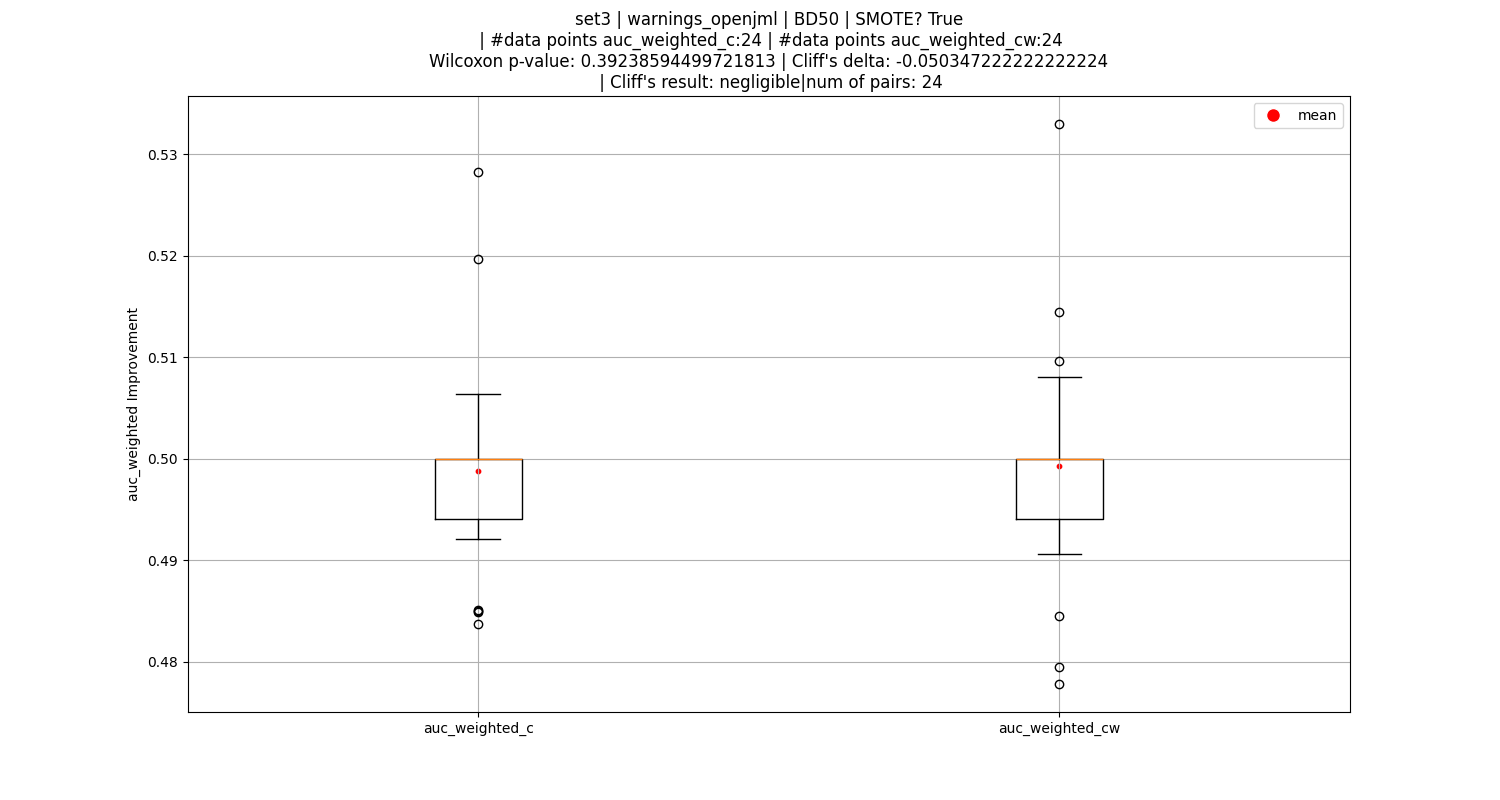 set3 | warnings_openjml | BD50 | SMOTE? True
| #data points auc_weighted_c:24 | #data points auc_weighted_cw:24
Wilcoxon p-value: 0.39238594499721813 | Cliff's delta: -0.050347222222222224
| Cliff's result: negligible|num of pairs: 24
mean
0.53
0.52
0.51
0.50
0.49
0.48
auc_weighted Improvement
auc_weighted_c
auc_weighted_cw